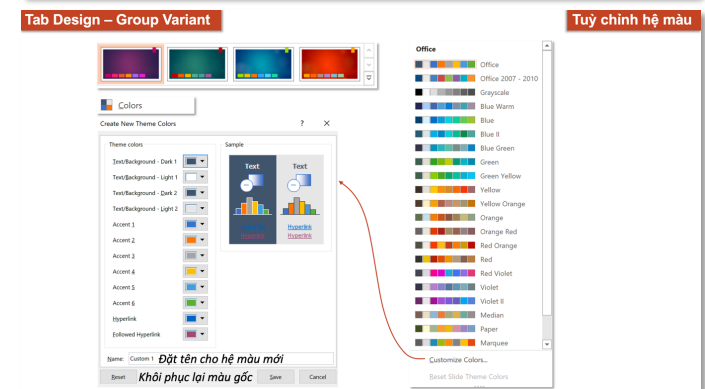 Tab Design – Group Variant
Tuỳ chỉnh hệ màu
Colors
Create New Theme Colors
? ×
Theme colors
Text/Background - Dark 1
Text/Background - Light 1
Text/Background - Dark 2
Text/Background - Light 2
Accent 1
Accent 2
Accent 3
Accent 4
Accent 5
Accent 6
Hyperlink
Followed Hyperlink
Sample
Text Text
Hyperlink Hyperlink
Hyperlink Hyperlink
Name: Custom 1 Đặt tên cho hệ màu mới
Reset Khôi phục lại màu gốc Save Cancel
Office
Office
Office 2007 - 2010
Grayscale
Blue Warm
Blue
Blue II
Blue Green
Green
Green Yellow
Yellow
Yellow Orange
Orange
Orange Red
Red Orange
Red
Red Violet
Violet
Violet II
Median
Paper
Marquee
Customize Colors...
Reset Slide Theme Colors